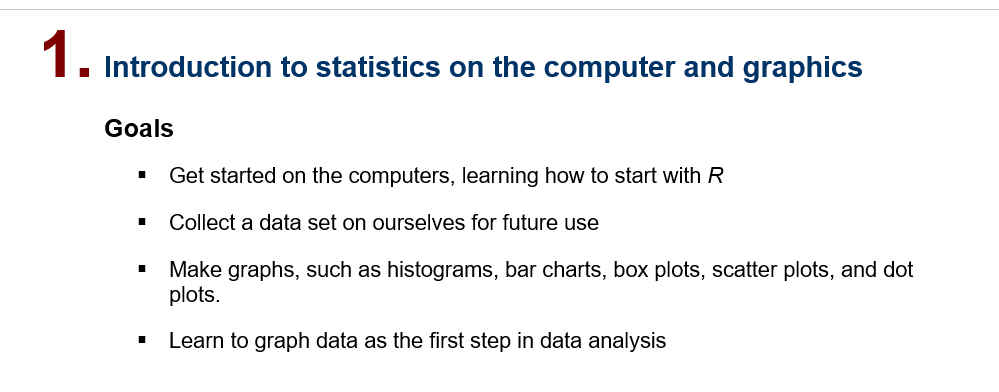 1. Introduction to statistics on the computer and graphics
Goals
▪ Get started on the computers, learning how to start with R
▪ Collect a data set on ourselves for future use
▪ Make graphs, such as histograms, bar charts, box plots, scatter plots, and dot
plots.
▪ Learn to graph data as the first step in data analysis